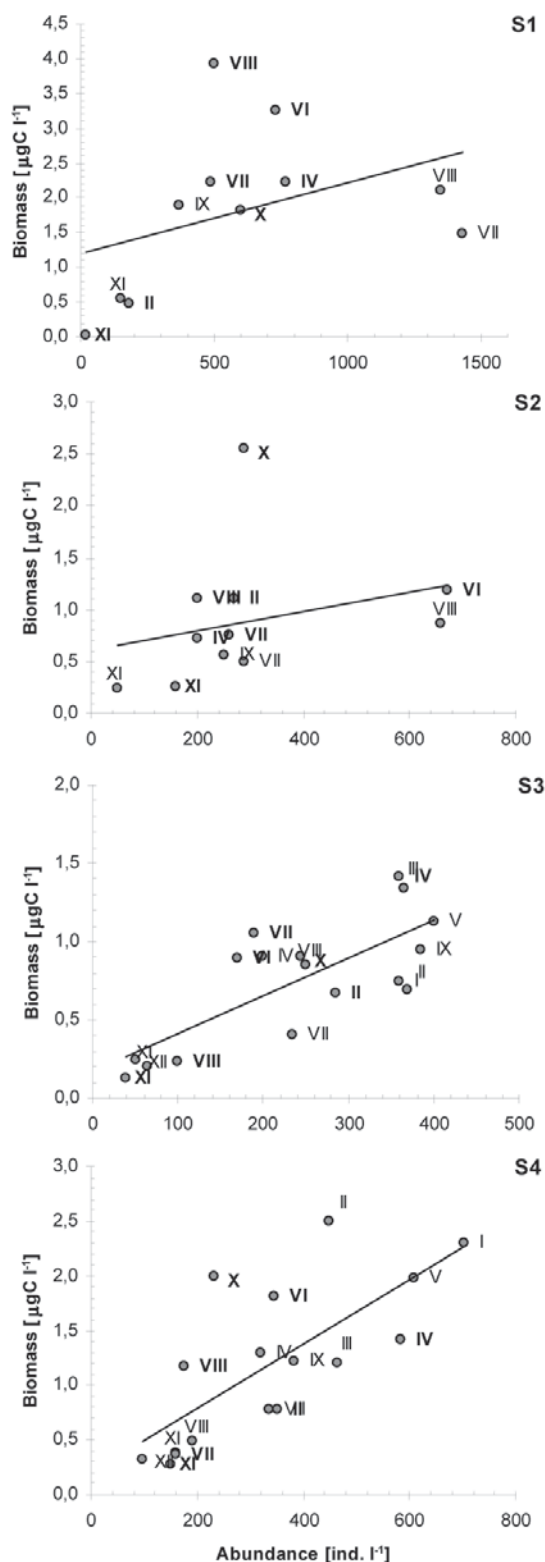 S1
4,5
4,0
3,5
3,0
2,5
2,0
1,5
1,0
0,5
0,0
Biomass [µgC l-1]
VIII
VI
VII
IV
VIII
IX
X
VII
XI
II
XI
0
500
1000
1500
S2
3,0
2,5
2,0
1,5
1,0
0,5
0,0
Biomass [µgC l-1]
X
VIII
II
VI
IV
VII
VIII
IX
VII
XI
XI
0
200
400
600
800
S3
2,0
1,5
1,0
0,5
0,0
Biomass [µgC l-1]
III
IV
VII
V
VI
IV
VIII
X
IX
I
II
II
VII
XI
XII
VIII
XI
0
100
200
300
400
500
S4
3,0
2,5
2,0
1,5
1,0
0,5
0,0
Biomass [µgC l-1]
II
I
X
V
VI
IV
VIII
IV
IX
III
VIII
XI
VII
XI
0
200
400
600
800
Abundance [ind. l-1]